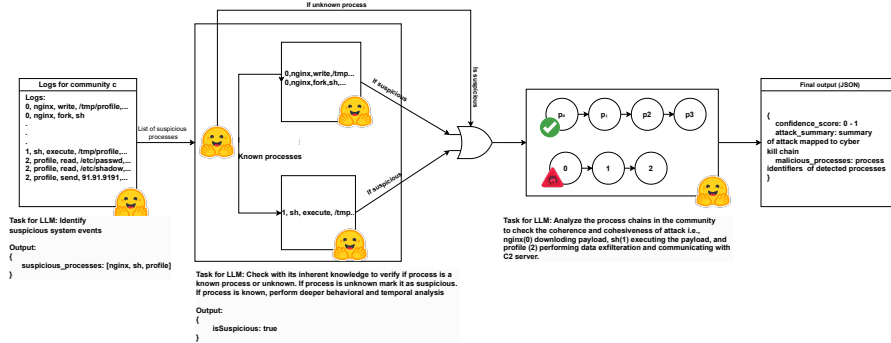 If unknown process
Logs for community c
Logs:
0, nginx, write, /tmp/profile,...
0, nginx, fork, sh
.
.
.
1, sh, execute, /tmp/profile,...
2, profile, read, /etc/passwd,...
2, profile, read, /etc/shadow,...
2, profile, send, 91.91.9191,...
Task for LLM: Identify
suspicious system events
Output:
{
suspicious_processes: [nginx, sh, profile]
}
List of suspicious
processes
0,nginx,write,/tmp...
0,nginx,fork,sh,...
Known processes
1, sh, execute, /tmp...
If suspicious
If suspicious
Is suspicious
Task for LLM: Check with its inherent knowledge to verify if process is a
known process or unknown. If process is unknown mark it as suspicious.
If process is known, perform deeper behavioral and temporal analysis
Output:
{
isSuspicious: true
}
p₀
p₁
p2
p3
0
1
2
Task for LLM: Analyze the process chains in the community
to check the coherence and cohesiveness of attack i.e.,
nginx(0) downloding payload, sh(1) executing the payload, and
profile (2) performing data exfilteration and communicating with
C2 server.
Final output (JSON)
{
confidence_score: 0 - 1
attack_summary: summary
of attack mapped to cyber
kill chain
malicious_processes: process
identifiers of detected processes
}